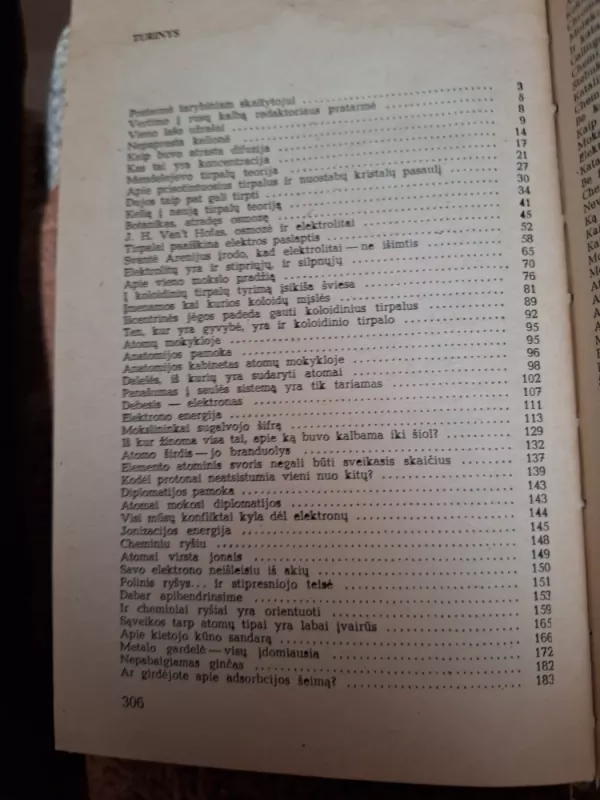 TURINYS
tarybiniam skaitytojui 3
Vertimo į rusų kalbą redaktoriaus pratarmė
Vieno lašo užrašai 8
Nepaprasta kelionė 9
Kaip buvo atrasta difuzija 14
Kas tai yra koncentracija 17
Mendelejevo tirpalų teorija 21
Apie prisotintuosius tirpalus ir nuostabų kristalų pasaulį 27
Dujos taip pat gali tirpti 30
Kelią į naują tirpalų teoriją 34
Botanikas, atradęs osmozę 41
J. H. Van't Hofas, osmozė ir elektrolitai 45
Tirpalai paaiškina elektros paslaptis 52
Svantė Arenijus įrodo, kad elektrolitai — ne išimtis 58
Elektrolitų yra ir stipriųjų, ir silpnųjų 65
Apie vieno mokslo pradžią 70
Į koloidinių tirpalų tyrimą įsikiša šviesa 76
Įmenamos kai kurios koloidų mįslės 81
Ekcentrinės jėgos padeda gauti koloidinius tirpalus 89
Ten, kur yra gyvybė, yra ir koloidinio tirpalo 92
Atomų mokykloje 95
Anatomijos pamoka 95
Anatomijos kabinetas atomų mokykloje 96
Dalelės, iš kurių yra sudaryti atomai 98
Panašumas į saulės sistemą yra tik tariamas 102
Debesis — elektronas 107
Elektrono energija 111
Mokslininkai sugalvojo šifrą 113
Iš kur žinoma visa tai, apie ką buvo kalbama iki šiol? 129
Atomo širdis — jo branduolys 132
Elemento atominis svoris negali būti sveikasis skaičius 137
Kodėl protonai neatsistumia vieni nuo kitų? 139
Diplomatijos pamoka 143
Atomai mokosi diplomatijos 143
Visi mūsų konfliktai kyla dėl elektronų 144
Jonizacijos energija 145
Cheminiu ryšiu 148
Atomai virsta jonais 149
Savo elektrono neišleisiu iš akių 150
Polinis ryšys... ir stipresniojo teisė 151
Dabar apibendrinsime 153
Ir cheminiai ryšiai yra orientuoti 159
Sąveikos tarp atomų tipai yra labai įvairūs 165
Apie kietojo kūno sandarą 166
Metalo gardelė — visų įdomiausia 172
Nepabaigiamas ginčas 182
Ar girdėjote apie adsorbcijos šeimą? 183
306